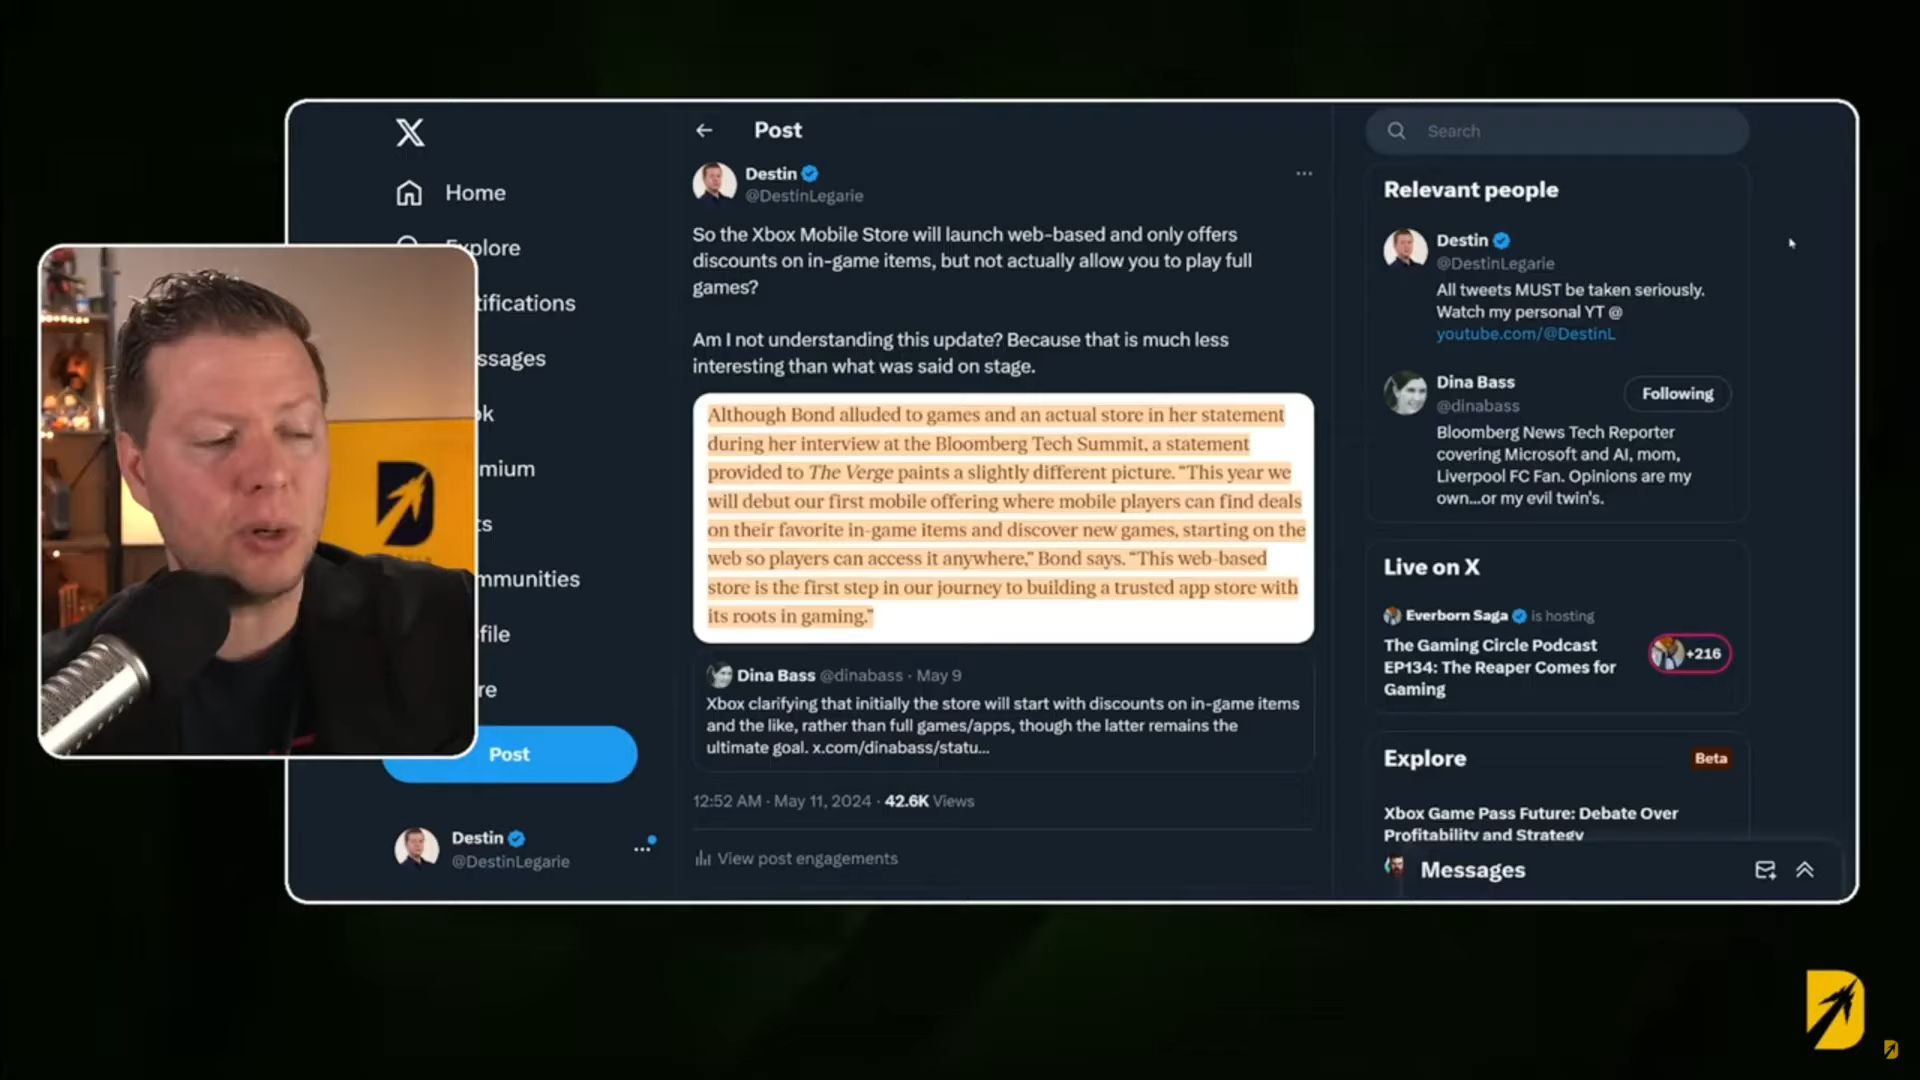 Home
Explore
tifications
ssages
ok
mium
ts
mmunities
file
re
Post
Destin
@DestinLegarie
Post
Destin
@DestinLegarie
So the Xbox Mobile Store will launch web-based and only offers
discounts on in-game items, but not actually allow you to play full
games?
Am I not understanding this update? Because that is much less
interesting than what was said on stage.
Although Bond alluded to games and an actual store in her statement
during her interview at the Bloomberg Tech Summit, a statement
provided to The Verge paints a slightly different picture. “This year we
will debut our first mobile offering where mobile players can find deals
on their favorite in-game items and discover new games, starting on the
web so players can access it anywhere,” Bond says. “This web-based
store is the first step in our journey to building a trusted app store with
its roots in gaming.”
Dina Bass @dinabass · May 9
Xbox clarifying that initially the store will start with discounts on in-game items
and the like, rather than full games/apps, though the latter remains the
ultimate goal. x.com/dinabass/statu...
12:52 AM · May 11, 2024 · 42.6K Views
View post engagements
Search
Relevant people
Destin
@DestinLegarie
All tweets MUST be taken seriously.
Watch my personal YT @
youtube.com/@DestinL
Dina Bass
@dinabass
Following
Bloomberg News Tech Reporter
covering Microsoft and AI, mom,
Liverpool FC Fan. Opinions are my
own...or my evil twin's.
Live on X
Everborn Saga is hosting
The Gaming Circle Podcast
EP134: The Reaper Comes for
Gaming
+216
Explore
Beta
Xbox Game Pass Future: Debate Over
Profitability and Strategy
Messages